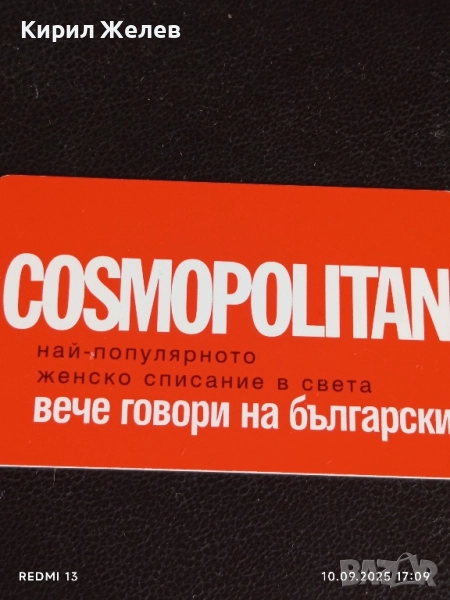 Кирил Желев
COSMOPOLITAN
най-популярното
женско списание в света
вече говори на български
REDMI 13
10.09.2025 17:09
BAZAR